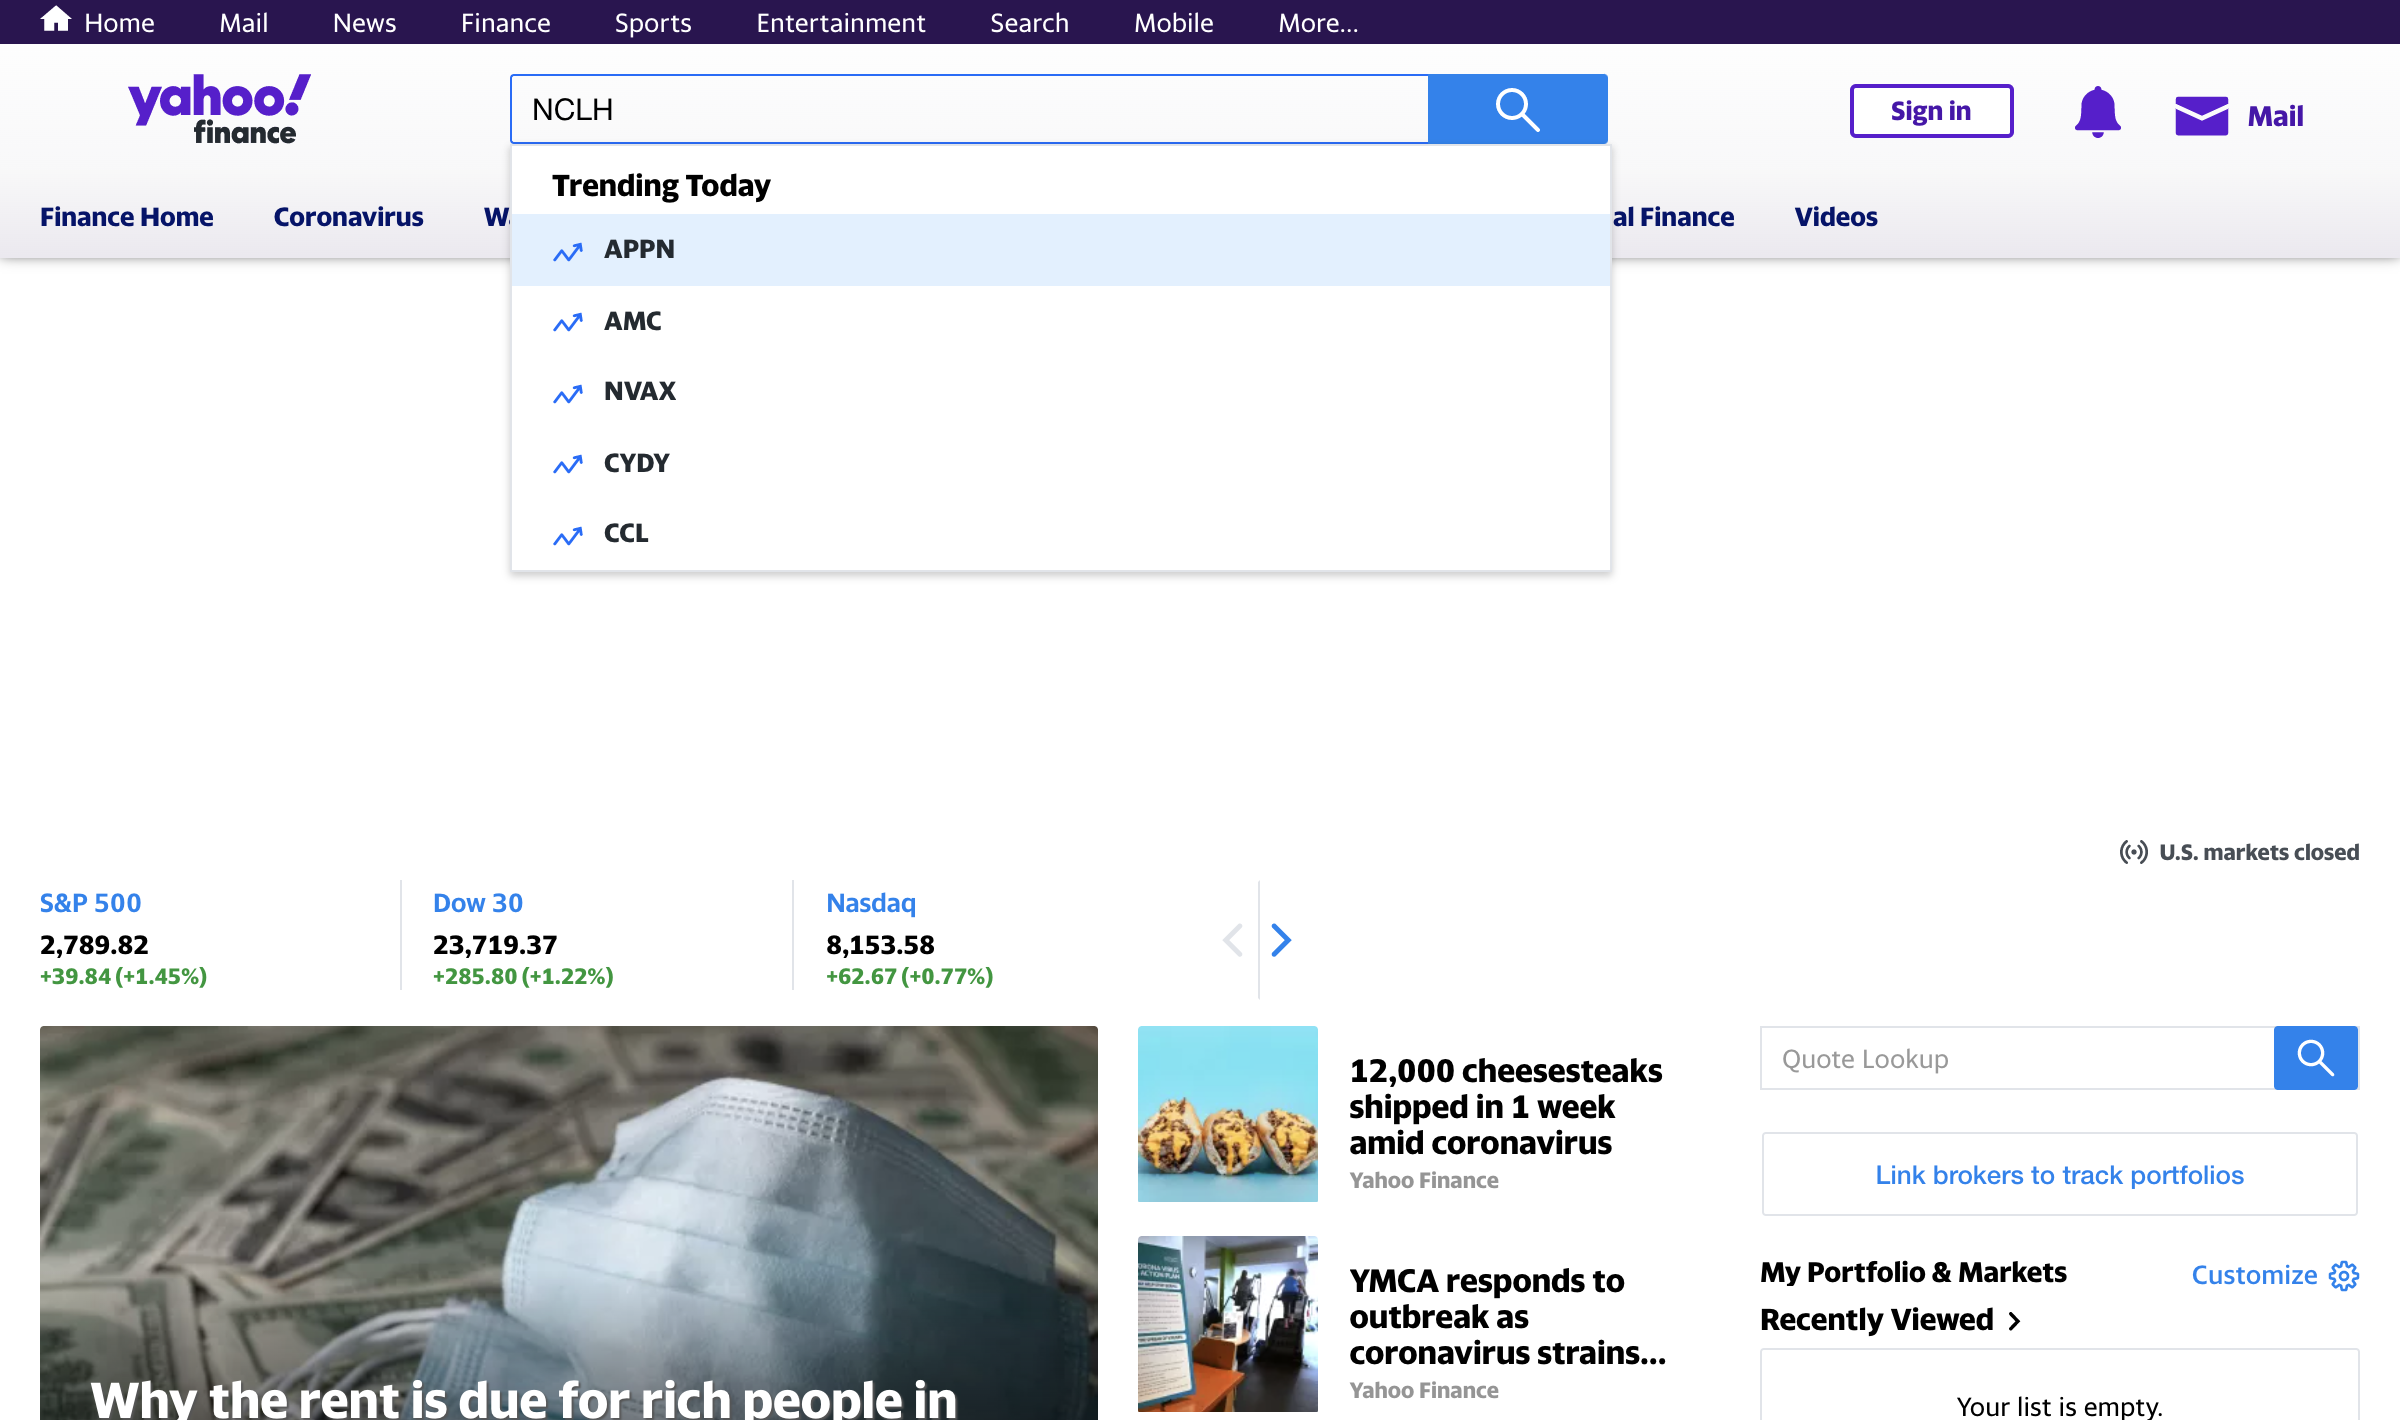 Home Mail News Finance Sports Entertainment Search Mobile More...
yahoo!
finance
NCLH
Sign in
Mail
Trending Today
Finance Home Coronavirus al Finance Videos
APPN
AMC
NVAX
CYDY
CCL
U.S. markets closed
S&P 500
2,789.82
+39.84 (+1.45%)
Dow 30
23,719.37
+285.80 (+1.22%)
Nasdaq
8,153.58
+62.67 (+0.77%)
Why the rent is due for rich people in
12,000 cheesesteaks
shipped in 1 week
amid coronavirus
Yahoo Finance
YMCA responds to
outbreak as
coronavirus strains...
Yahoo Finance
Quote Lookup
Link brokers to track portfolios
My Portfolio & Markets
Customize
Recently Viewed
Your list is empty.